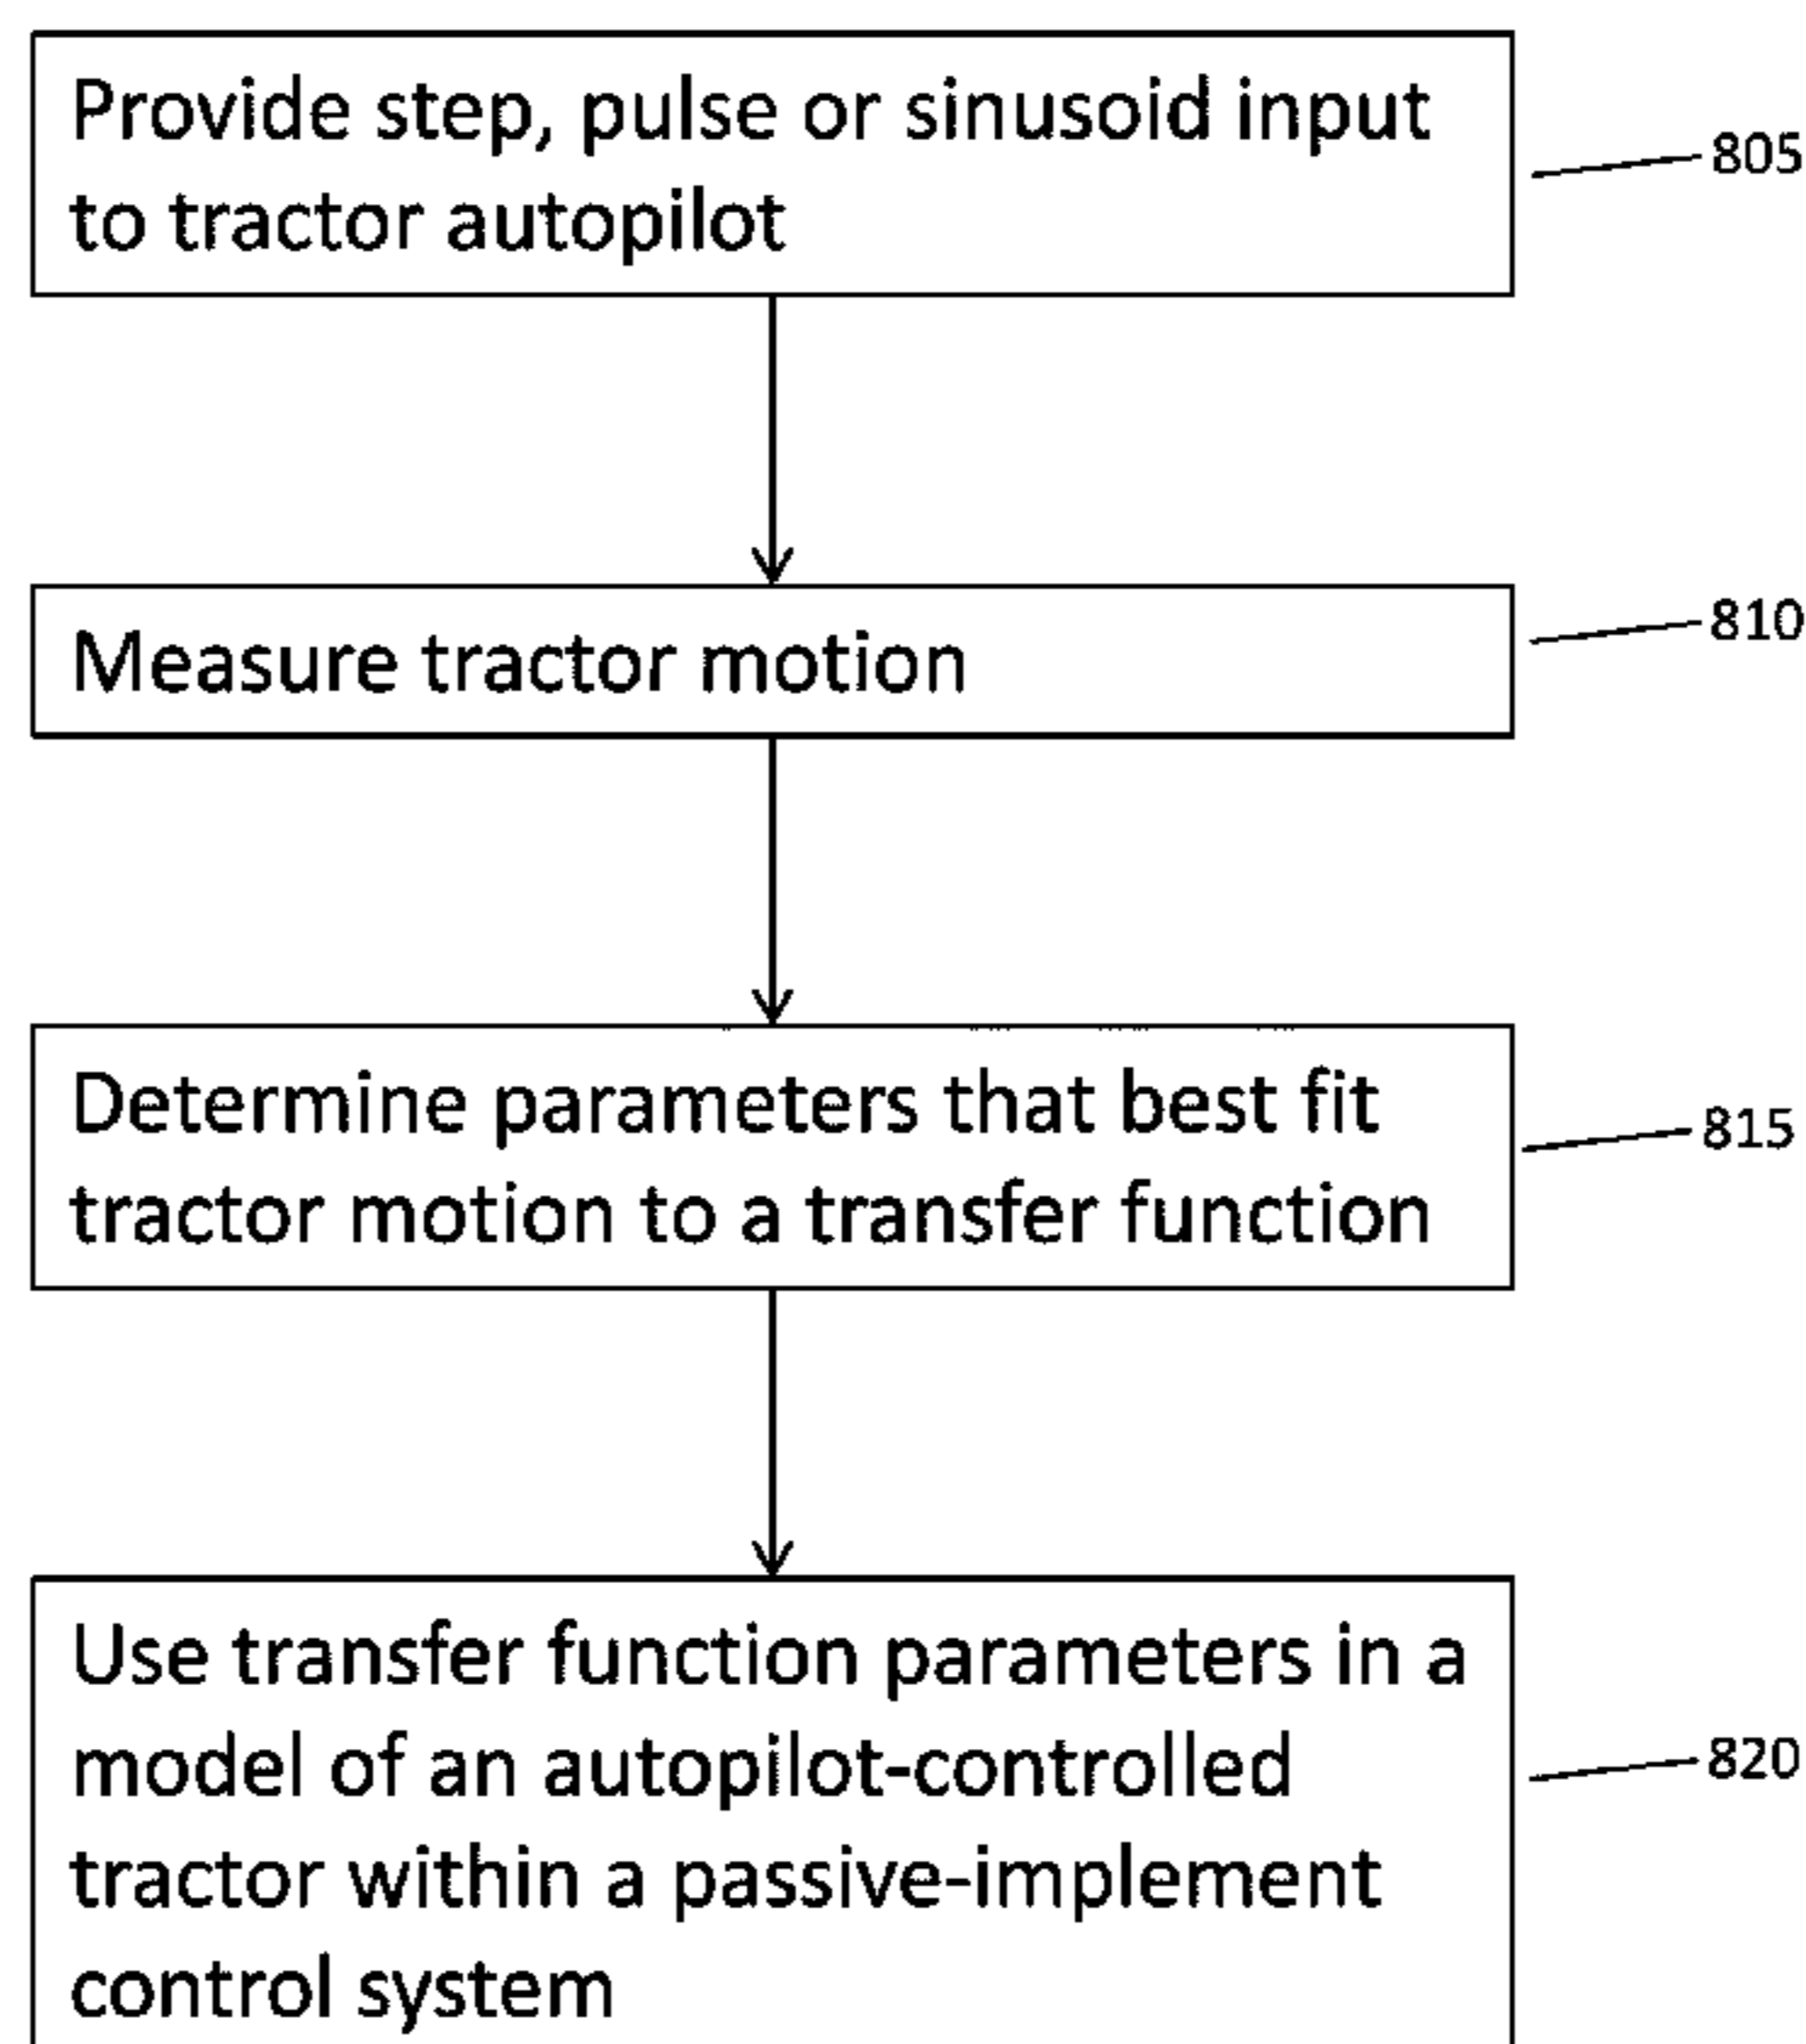 Provide step, pulse or sinusoid input
to tractor autopilot
805
Measure tractor motion
810
Determine parameters that best fit
tractor motion to a transfer function
815
Use transfer function parameters in a
model of an autopilot-controlled
tractor within a passive-implement
control system
820